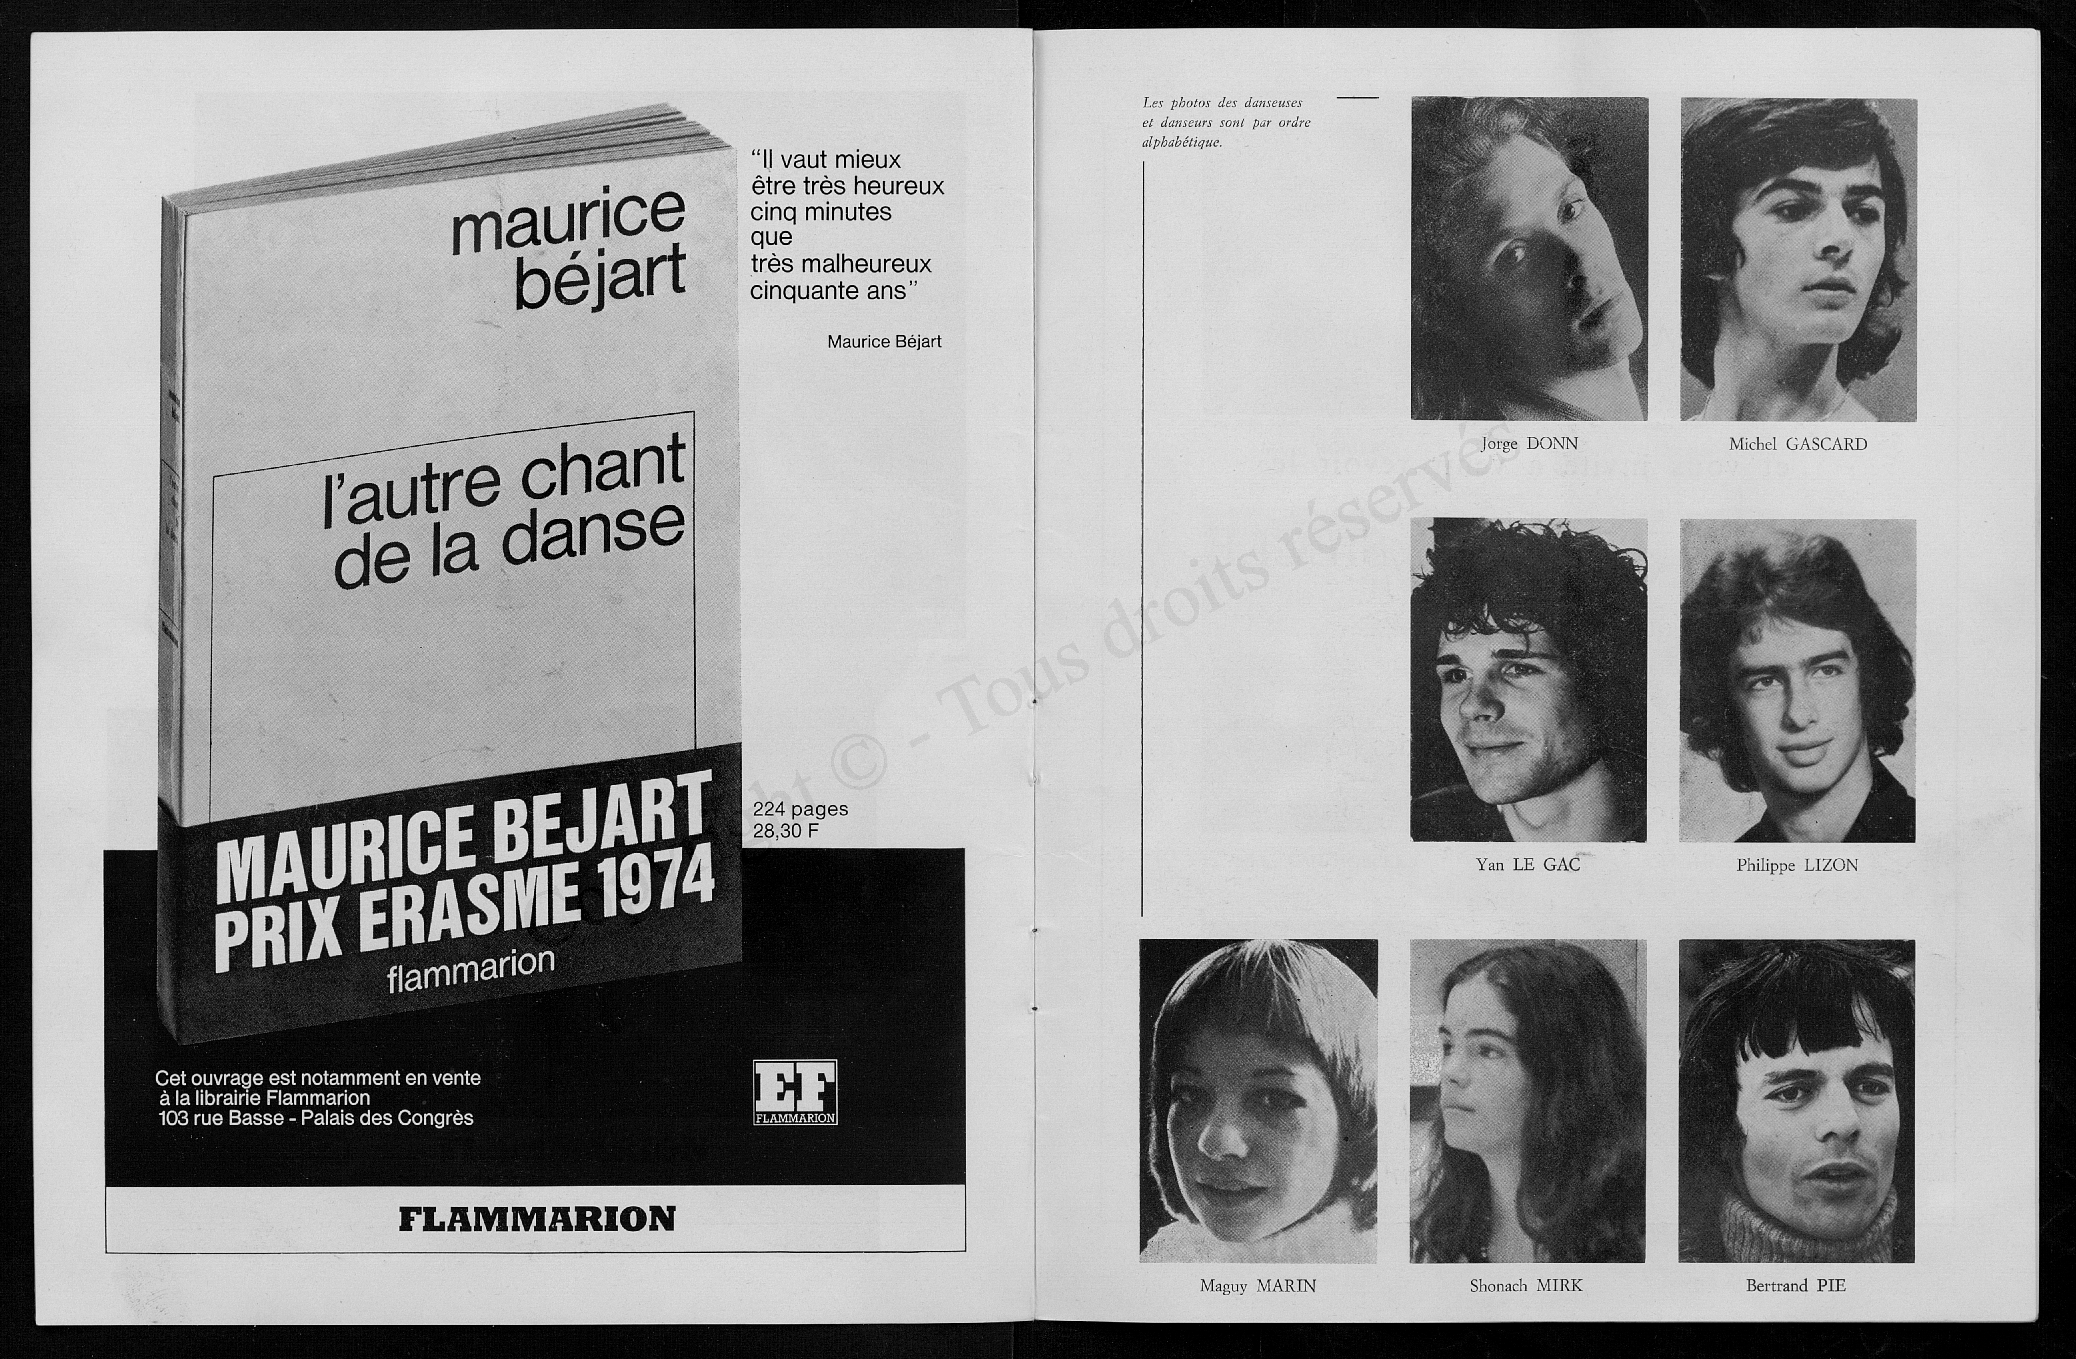 maurice
béjart
l'autre chant
de la danse
MAURICE BEJART
PRIX ERASME 1974
flammarion
“Il vaut mieux
être très heureux
cinq minutes
que
très malheureux
cinquante ans”
Maurice Béjart
224 pages
28,30 F
Cet ouvrage est notamment en vente
à la librairie Flammarion
103 rue Basse - Palais des Congrès
EF
FLAMMARION
FLAMMARION
Les photos des danseuses
et danseurs sont par ordre
alphabétique.
Jorge DONN
Michel GASCARD
Yan LE GAC
Philippe LIZON
Maguy MARIN
Shonach MIRK
Bertrand PIE
© - Tous droits réservés